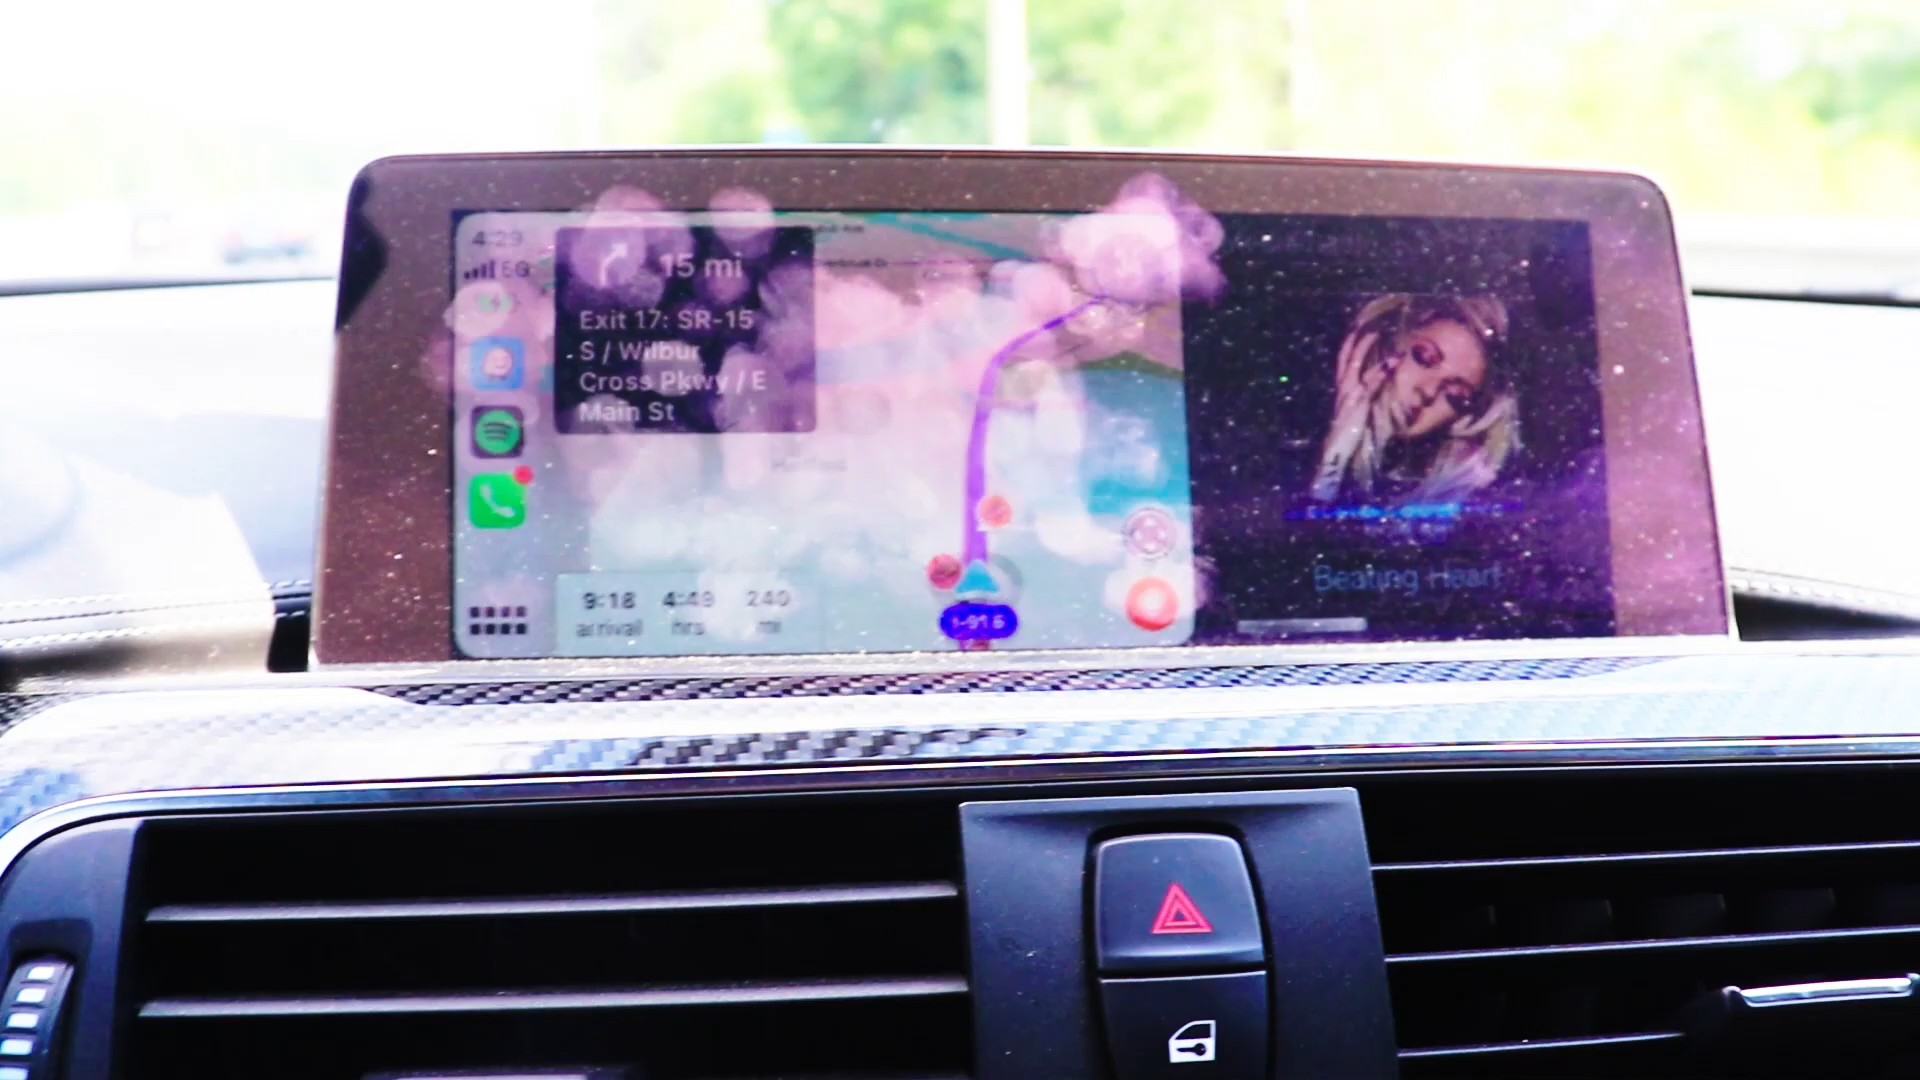 4:29
15 mi
Exit 17: SR-15
S / Wilbur
Cross Pkwy / E
Main St
9:18 4:49 240
arrival hrs mi
Beating Heart